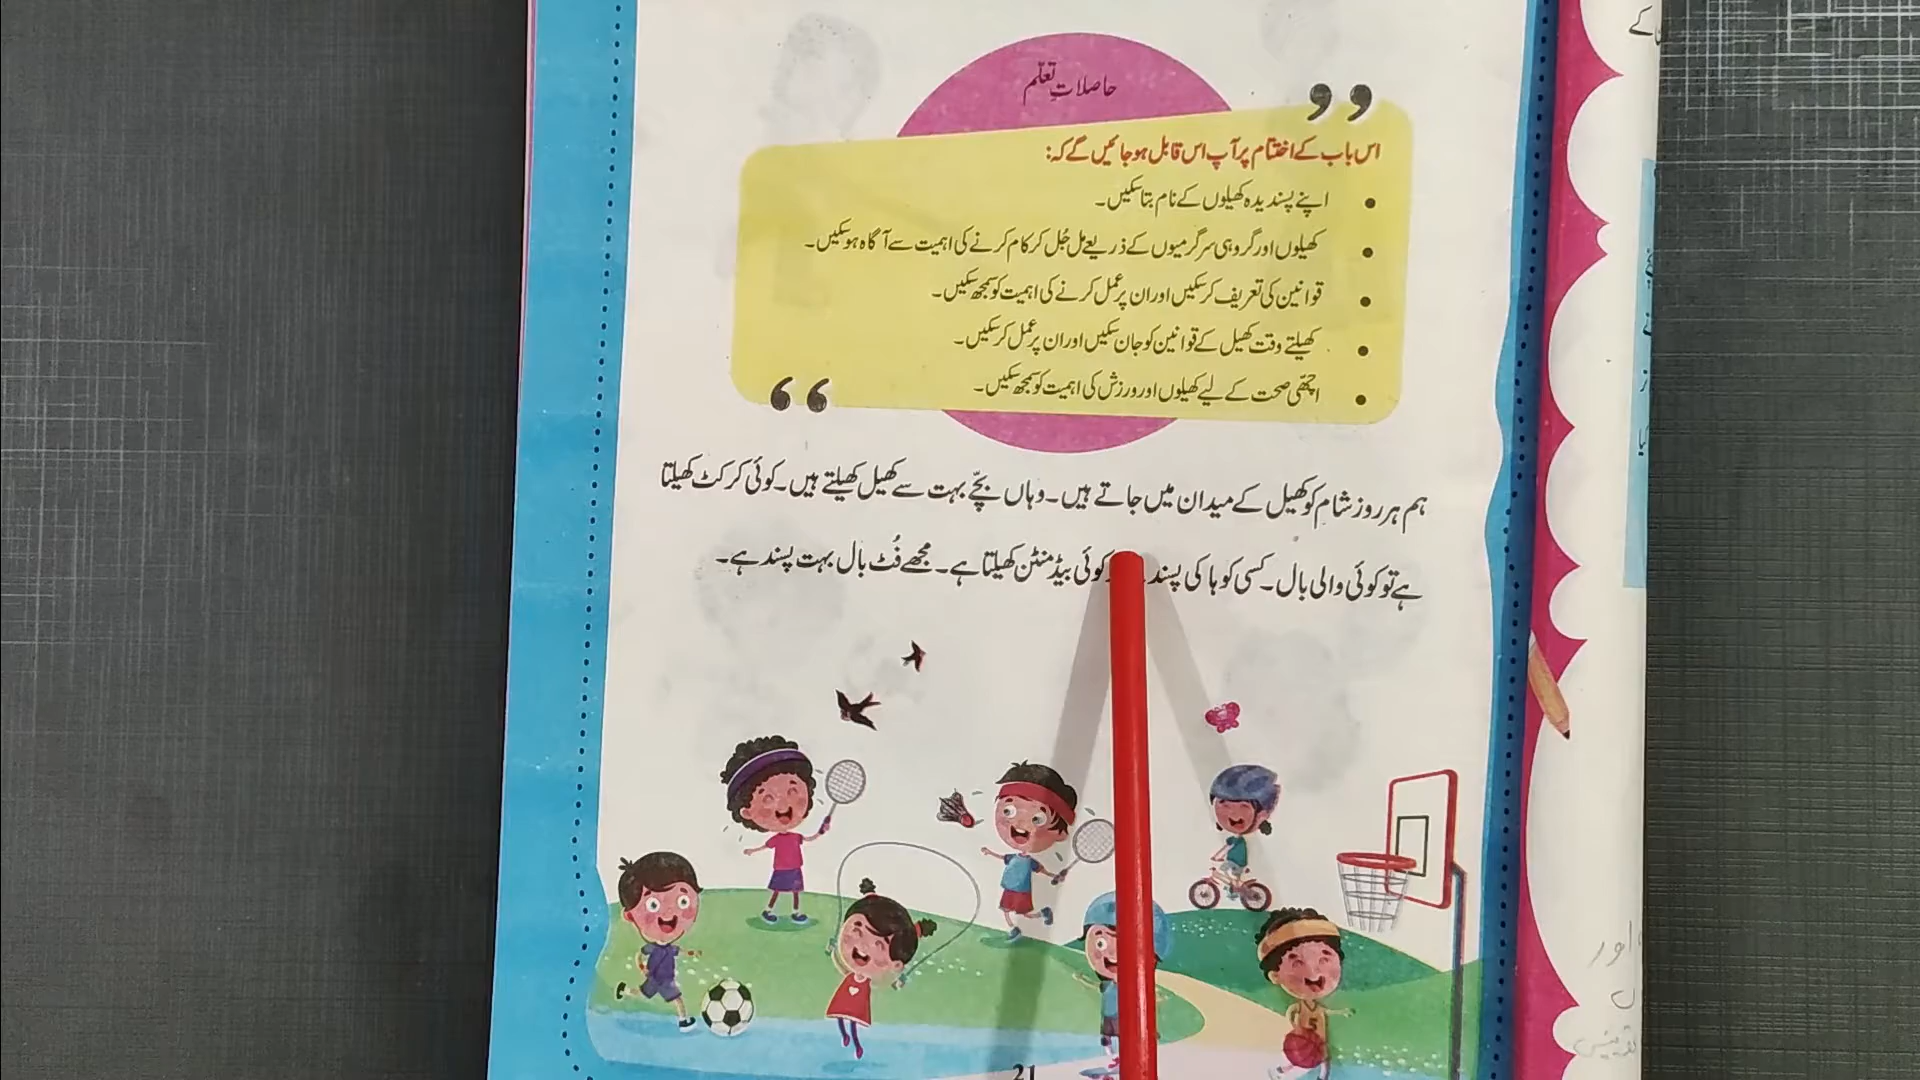 حاصلاتِ تعلّم
اس باب کے اختتام پر آپ اس قابل ہو جائیں گے کہ:
• اپنے پسندیدہ کھیلوں کے نام بتا سکیں۔
• کھیلوں اور گروہی سرگرمیوں کے ذریعے مل جُل کر کام کرنے کی اہمیت سے آگاہ ہو سکیں۔
• قوانین کی تعریف کر سکیں اور ان پر عمل کرنے کی اہمیت کو سمجھ سکیں۔
• کھیلتے وقت کھیل کے قوانین کو جان سکیں اور ان پر عمل کر سکیں۔
• اچھّی صحت کے لیے کھیلوں اور ورزش کی اہمیت کو سمجھ سکیں۔
ہم ہر روز شام کو کھیل کے میدان میں جاتے ہیں۔ وہاں بچّے بہت سے کھیل کھیلتے ہیں۔ کوئی کرکٹ کھیلتا
ہے تو کوئی والی بال۔ کسی کو ہاکی پسند کوئی بیڈمنٹن کھیلتا ہے۔ مجھے فُٹ بال بہت پسند ہے۔
5
21
کے
اور